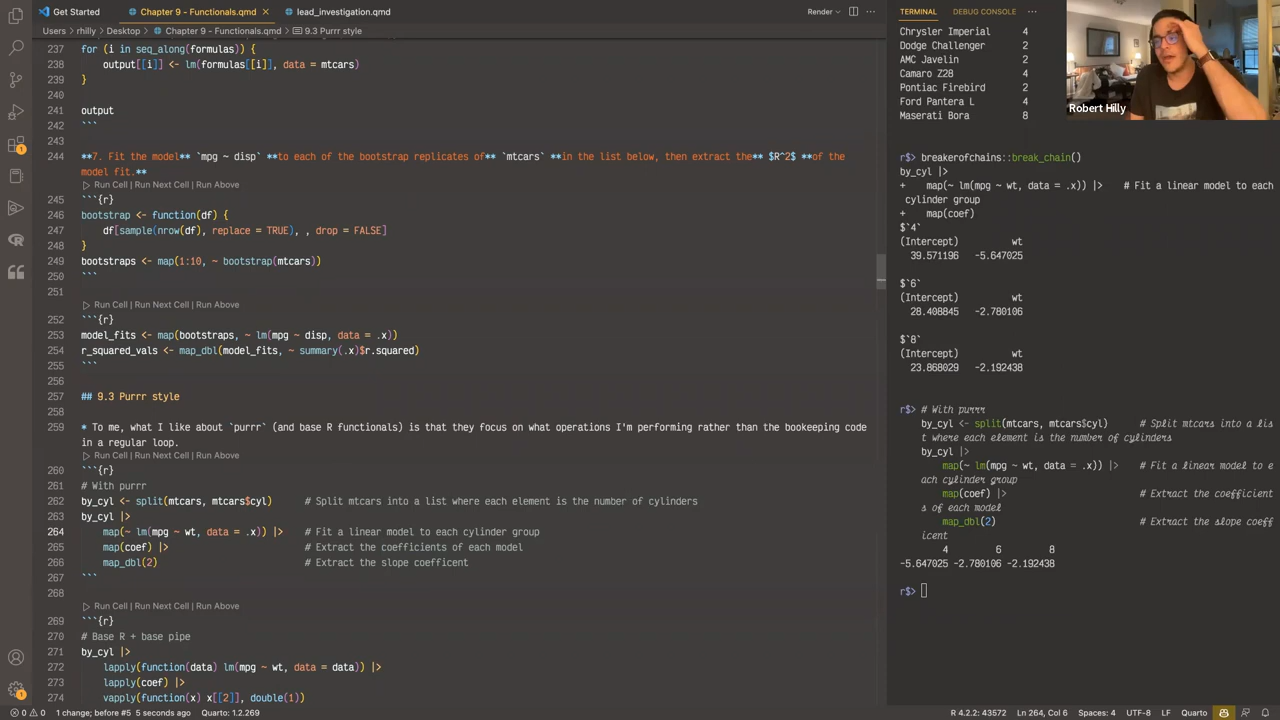 Get Started
Chapter 9 - Functionals.qmd
lead_investigation.qmd
Render
Users > rhilly > Desktop > Chapter 9 - Functionals.qmd > 9.3 Purrr style
237 for (i in seq_along(formulas)) {
238 output[[i]] <- lm(formulas[[i]], data = mtcars)
239 }
240
241 output
242 ```
243
244 **7. Fit the model** `mpg ~ disp` **to each of the bootstrap replicates of** `mtcars` **in the list below, then extract the** $R^2$ **of the
model fit.**
Run Cell | Run Next Cell | Run Above
245 ```{r}
246 bootstrap <- function(df) {
247 df[sample(nrow(df), replace = TRUE), , drop = FALSE]
248 }
249 bootstraps <- map(1:10, ~ bootstrap(mtcars))
250 ```
251
Run Cell | Run Next Cell | Run Above
252 ```{r}
253 model_fits <- map(bootstraps, ~ lm(mpg ~ disp, data = .x))
254 r_squared_vals <- map_dbl(model_fits, ~ summary(.x)$r.squared)
255 ```
256
257 ## 9.3 Purrr style
258
259 * To me, what I like about `purrr` (and base R functionals) is that they focus on what operations I'm performing rather than the bookeeping code
in a regular loop.
Run Cell | Run Next Cell | Run Above
260 ```{r}
261 # With purrr
262 by_cyl <- split(mtcars, mtcars$cyl) # Split mtcars into a list where each element is the number of cylinders
263 by_cyl |>
264 map(~ lm(mpg ~ wt, data = .x)) |> # Fit a linear model to each cylinder group
265 map(coef) |> # Extract the coefficients of each model
266 map_dbl(2) # Extract the slope coefficent
267 ```
268
Run Cell | Run Next Cell | Run Above
269 ```{r}
270 # Base R + base pipe
271 by_cyl |>
272 lapply(function(data) lm(mpg ~ wt, data = data)) |>
273 lapply(coef) |>
274 vapply(function(x) x[[2]], double(1))
TERMINAL
DEBUG CONSOLE
Chrysler Imperial 4
Dodge Challenger 2
AMC Javelin 2
Camaro Z28 4
Pontiac Firebird 2
Ford Pantera L 4
Maserati Bora 8
Robert Hilly
r$> breakerofchains::break_chain()
by_cyl |>
+ map(~ lm(mpg ~ wt, data = .x)) |> # Fit a linear model to each
cylinder group
+ map(coef)
$`4`
(Intercept) wt
39.571196 -5.647025
$`6`
(Intercept) wt
28.408845 -2.780106
$`8`
(Intercept) wt
23.868029 -2.192438
r$> # With purrr
by_cyl <- split(mtcars, mtcars$cyl) # Split mtcars into a lis
t where each element is the number of cylinders
by_cyl |>
map(~ lm(mpg ~ wt, data = .x)) |> # Fit a linear model to e
ach cylinder group
map(coef) |> # Extract the coefficient
s of each model
map_dbl(2) # Extract the slope coeff
icent
4 6 8
-5.647025 -2.780106 -2.192438
r$>
0 0 1 change; before #5 5 seconds ago Quarto: 1.2.269
R 4.2.2: 43572 Ln 264, Col 6 Spaces: 4 UTF-8 LF Quarto